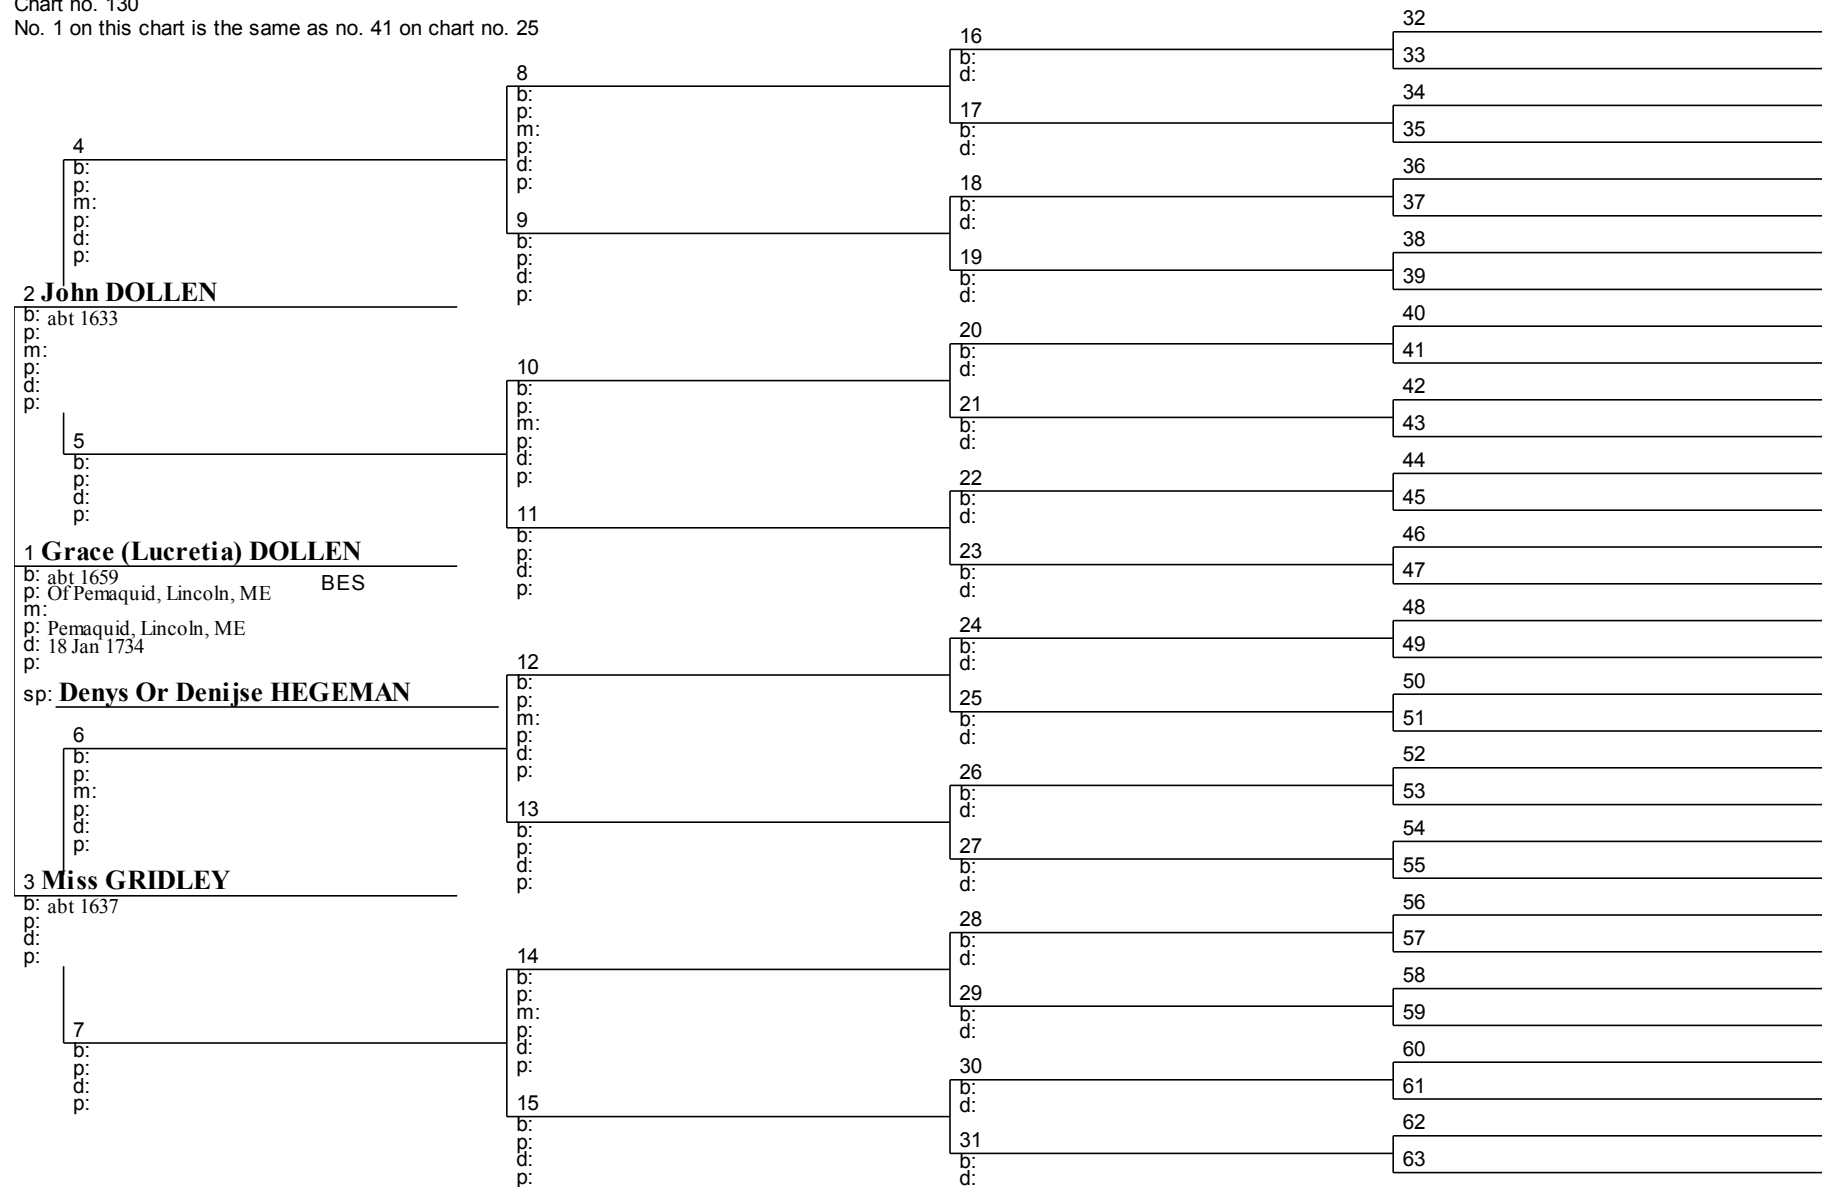 Chart no. 130
No. 1 on this chart is the same as no. 41 on chart no. 25
4
b:
p:
m:
p:
d:
p:
2 John DOLLEN
b: abt 1633
p:
m:
p:
d:
p:
5
b:
p:
d:
p:
1 Grace (Lucretia) DOLLEN
b: abt 1659
BES
p: Of Pemaquid, Lincoln, ME
m:
p: Pemaquid, Lincoln, ME
d: 18 Jan 1734
p:
sp: Denys Or Denijse HEGEMAN
6
b:
p:
m:
p:
d:
p:
3 Miss GRIDLEY
b: abt 1637
p:
d:
p:
7
b:
p:
d:
p:
8
b:
p:
m:
p:
d:
p:
9
b:
p:
d:
p:
10
b:
p:
m:
p:
d:
p:
11
b:
p:
d:
p:
12
b:
p:
m:
p:
d:
p:
13
b:
p:
d:
p:
14
b:
p:
m:
p:
d:
p:
15
b:
p:
d:
p:
16
b:
d:
17
b:
d:
18
b:
d:
19
b:
d:
20
b:
d:
21
b:
d:
22
b:
d:
23
b:
d:
24
b:
d:
25
b:
d:
26
b:
d:
27
b:
d:
28
b:
d:
29
b:
d:
30
b:
d:
31
b:
d:
32
33
34
35
36
37
38
39
40
41
42
43
44
45
46
47
48
49
50
51
52
53
54
55
56
57
58
59
60
61
62
63